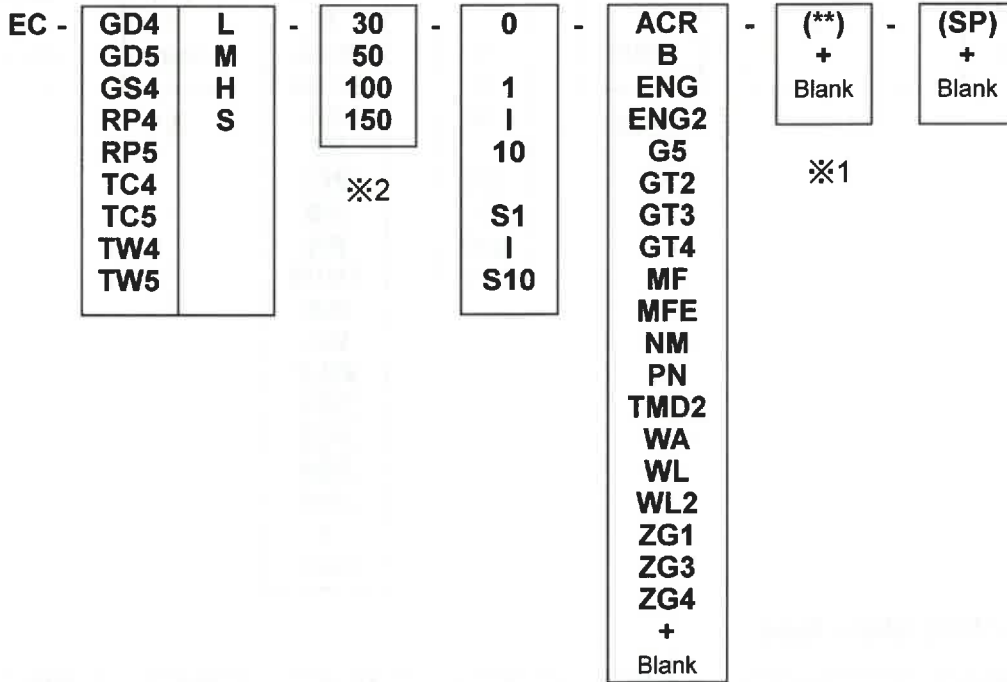 EC - GD4 L - 30 - 0 - ACR - (**) - (SP)
GD5 M 50 B + +
GS4 H 100 1 ENG Blank Blank
RP4 S 150 I ENG2
RP5 10 G5
TC4 ※2 GT2 ※1
TC5 S1 GT3
TW4 I GT4
TW5 S10 MF
MFE
NM
PN
TMD2
WA
WL
WL2
ZG1
ZG3
ZG4
+
Blank